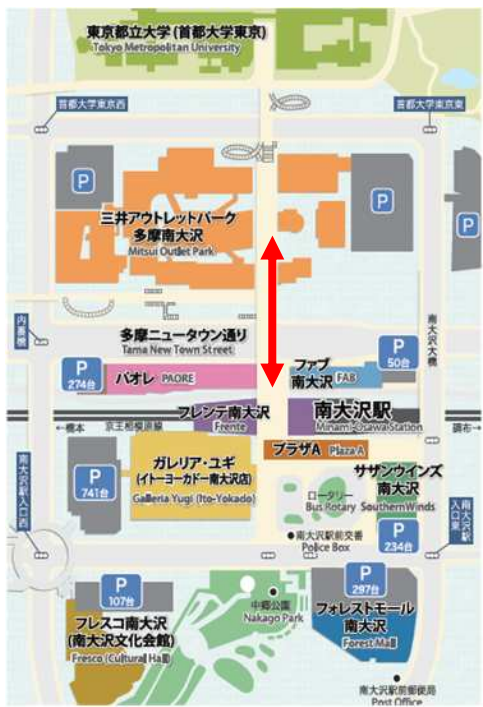 東京都立大学(首都大学東京)
Tokyo Metropolitan University
首都大学東京西
首都大学東京東
P
P
P
三井アウトレットパーク
多摩南大沢
Mitsui Outlet Park
内裏橋
多摩ニュータウン通り
Tama New Town Street
南大沢大橋
P
274台
パオレ PAORE
ファブ
南大沢 FAB
P
50台
フレンテ南大沢
Frente
南大沢駅
Minami-Osawa Station
←橋本
京王相模原線
調布→
プラザA Plaza A
P
741台
ガレリア・ユギ
(イトーヨーカドー南大沢店)
Galleria Yugi (Ito-Yokado)
サザンウインズ
南大沢
SouthernWinds
ロータリー
Bus Rotary
南大沢駅入口西
南大沢駅
入口東
P
234台
南大沢駅前交番
Police Box
P
107台
フレスコ南大沢
(南大沢文化会館)
Fresco (Cultural Hall)
中郷公園
Nakago Park
P
297台
フォレストモール
南大沢
Forest Mall
南大沢駅前郵便局
Post Office